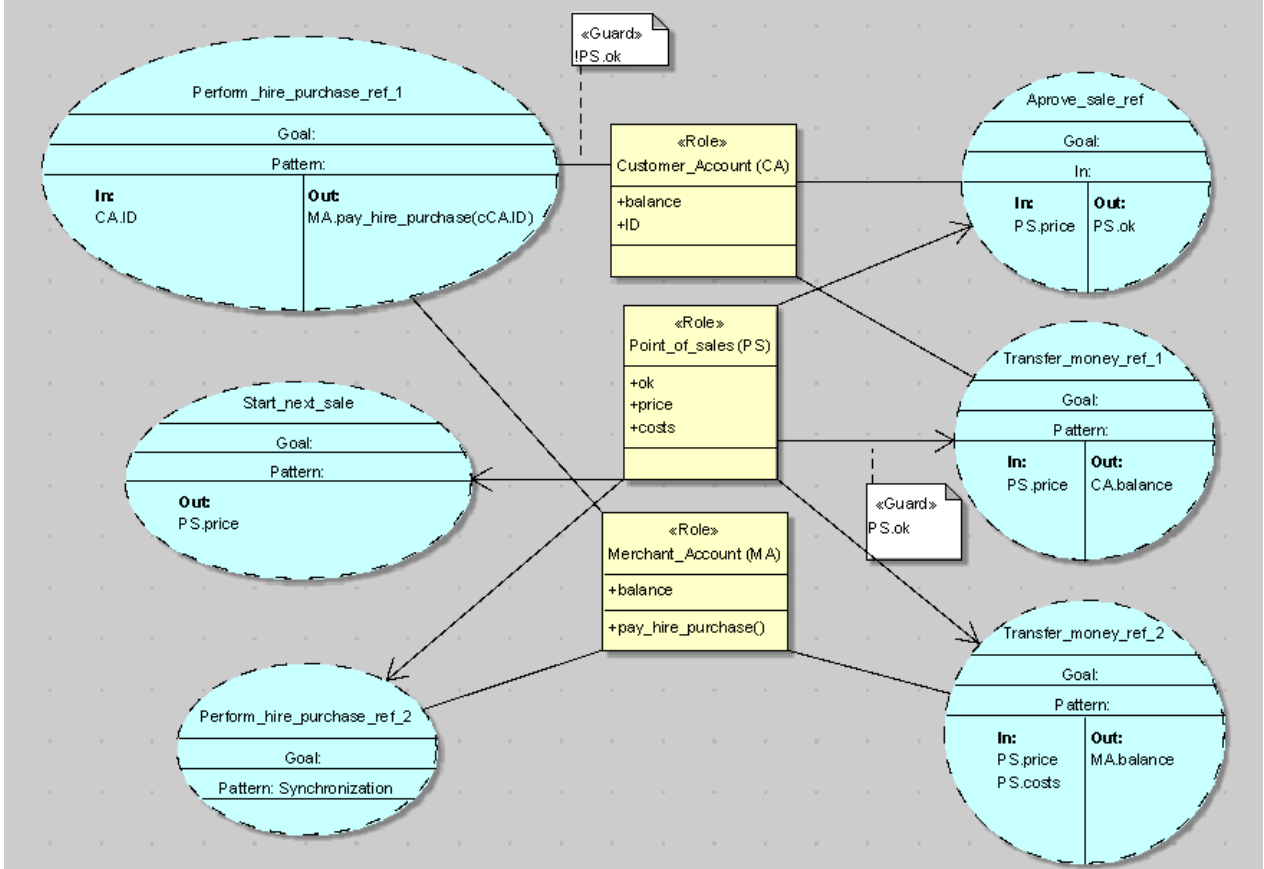 «Guard»
!PS.ok
Perform_hire_purchase_ref_1
Goal:
Pattern:
In:
CA.ID
Out:
MA.pay_hire_purchase(cCA.ID)
«Role»
Customer_Account (CA)
+balance
+ID
Aprove_sale_ref
Goal:
In:
In:
PS.price
Out:
PS.ok
«Role»
Point_of_sales (PS)
+ok
+price
+costs
Transfer_money_ref_1
Goal:
Pattern:
In:
PS.price
Out:
CA.balance
Start_next_sale
Goal:
Pattern:
Out:
PS.price
«Guard»
PS.ok
«Role»
Merchant_Account (MA)
+balance
+pay_hire_purchase()
Transfer_money_ref_2
Goal:
Pattern:
In:
PS.price
PS.costs
Out:
MA.balance
Perform_hire_purchase_ref_2
Goal:
Pattern: Synchronization